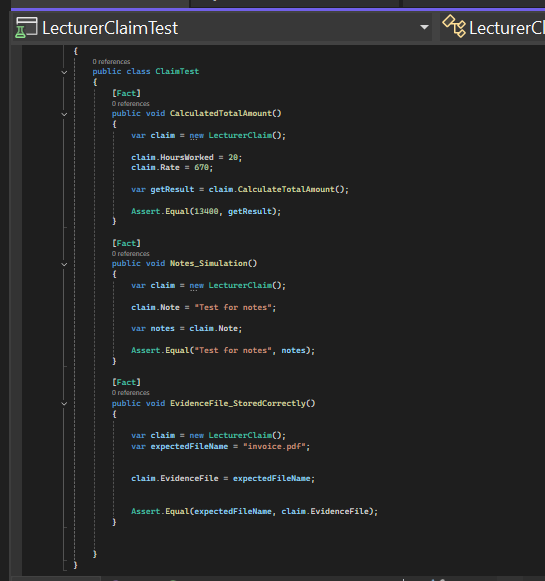 LecturerClaimTest
LecturerCl
{
0 references
public class ClaimTest
{
[Fact]
0 references
public void CalculatedTotalAmount()
{
var claim = new LecturerClaim();
claim.HoursWorked = 20;
claim.Rate = 670;
var getResult = claim.CalculateTotalAmount();
Assert.Equal(13400, getResult);
}
[Fact]
0 references
public void Notes_Simulation()
{
var claim = new LecturerClaim();
claim.Note = "Test for notes";
var notes = claim.Note;
Assert.Equal("Test for notes", notes);
}
[Fact]
0 references
public void EvidenceFile_StoredCorrectly()
{
var claim = new LecturerClaim();
var expectedFileName = "invoice.pdf";
claim.EvidenceFile = expectedFileName;
Assert.Equal(expectedFileName, claim.EvidenceFile);
}
}
}